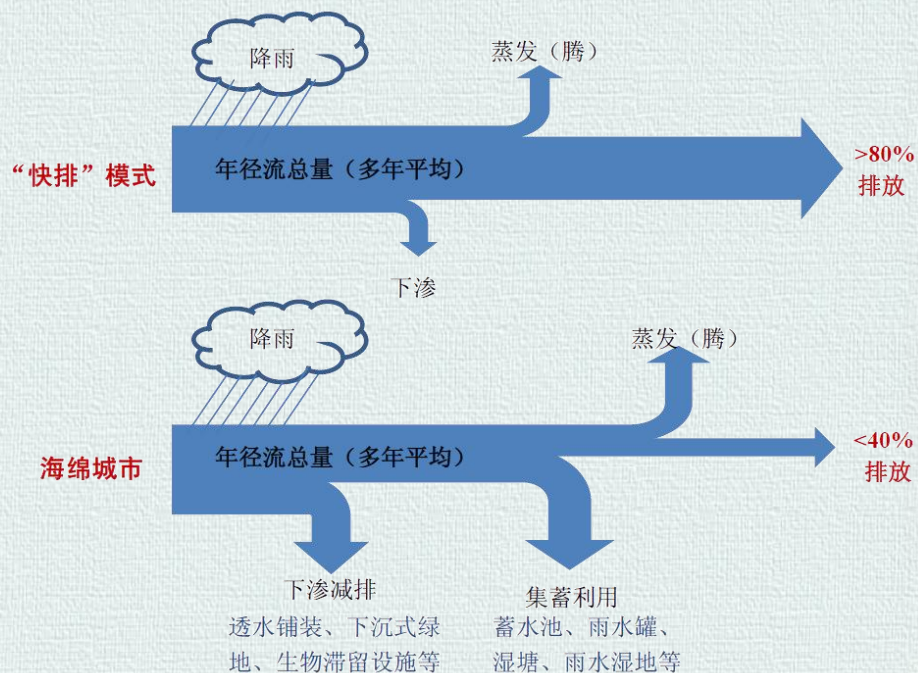 降雨
蒸发（腾）
“快排”模式
年径流总量（多年平均）
>80%
排放
下渗
降雨
蒸发（腾）
海绵城市
年径流总量（多年平均）
<40%
排放
下渗减排
透水铺装、下沉式绿
地、生物滞留设施等
集蓄利用
蓄水池、雨水罐、
湿塘、雨水湿地等